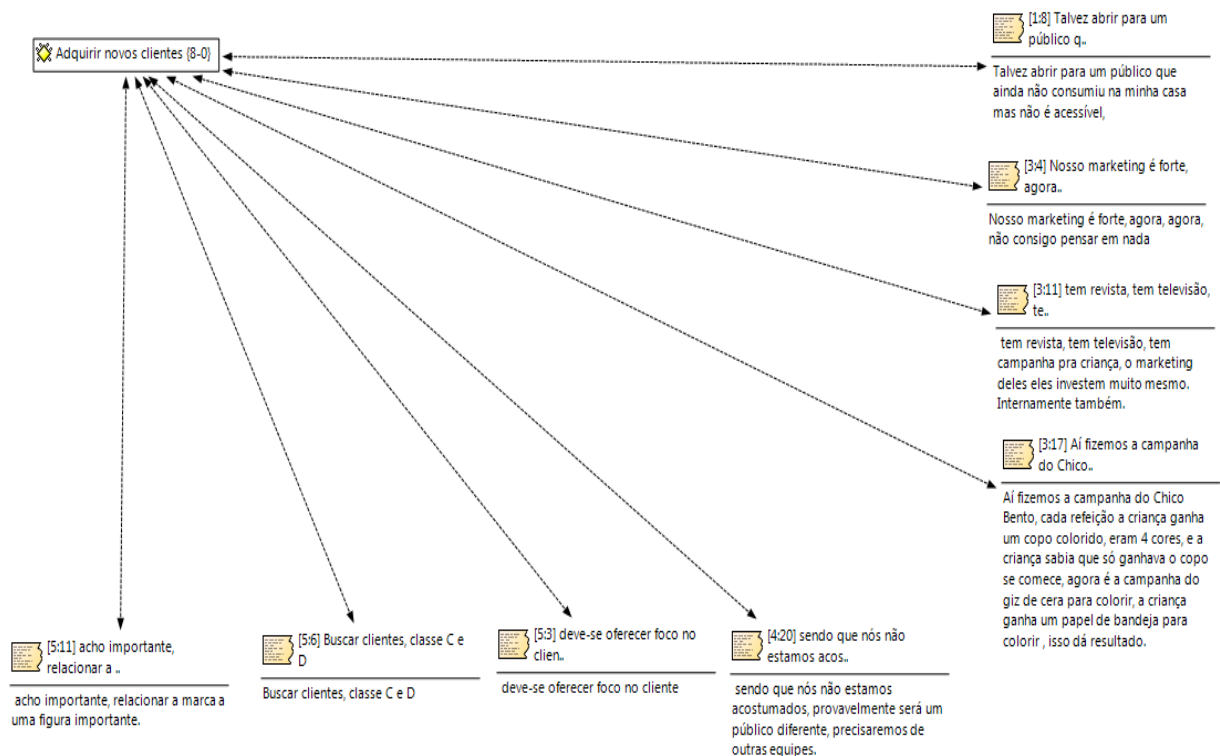 Adquirir novos clientes {8-0}
[1:8] Talvez abrir para um
público q..
Talvez abrir para um público que
ainda não consumiu na minha casa
mas não é acessível,
[3:4] Nosso marketing é forte,
agora..
Nosso marketing é forte, agora, agora,
não consigo pensar em nada
[3:11] tem revista, tem televisão,
te..
tem revista, tem televisão, tem
campanha pra criança, o marketing
deles eles investem muito mesmo.
Internamente também.
[3:17] Aí fizemos a campanha
do Chico..
Aí fizemos a campanha do Chico
Bento, cada refeição a criança ganha
um copo colorido, eram 4 cores, e a
criança sabia que só ganhava o copo
se comece, agora é a campanha do
giz de cera para colorir, a criança
ganha um papel de bandeja para
colorir , isso dá resultado.
[5:11] acho importante,
relacionar a ..
acho importante, relacionar a marca a
uma figura importante.
[5:6] Buscar clientes, classe C e
D
Buscar clientes, classe C e D
[5:3] deve-se oferecer foco no
clien..
deve-se oferecer foco no cliente
[4:20] sendo que nós não
estamos acos..
sendo que nós não estamos
acostumados, provavelmente será um
público diferente, precisaremos de
outras equipes.